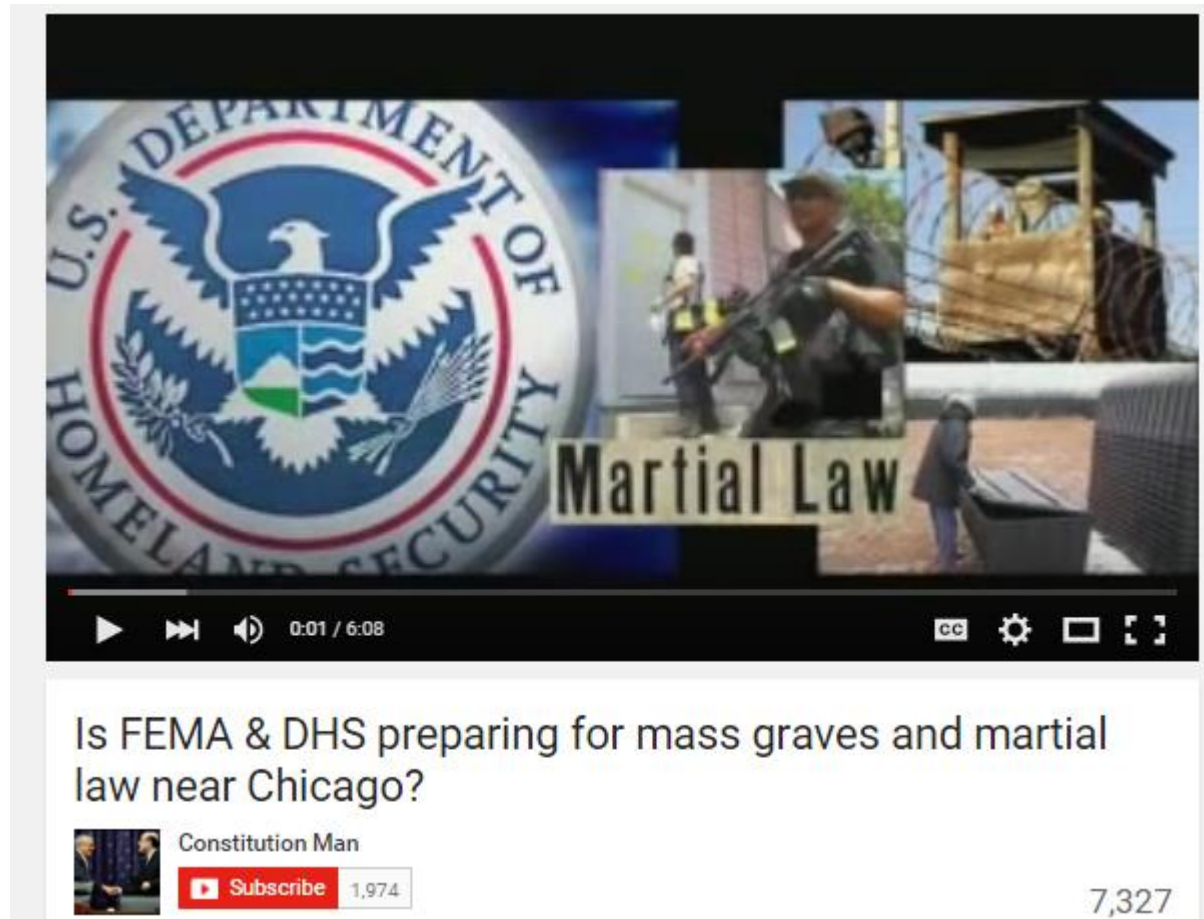 U.S. DEPARTMENT OF
HOMELAND SECURITY
Martial Law
0:01 / 6:08
CC
Is FEMA & DHS preparing for mass graves and martial
law near Chicago?
Constitution Man
Subscribe 1,974
7,327